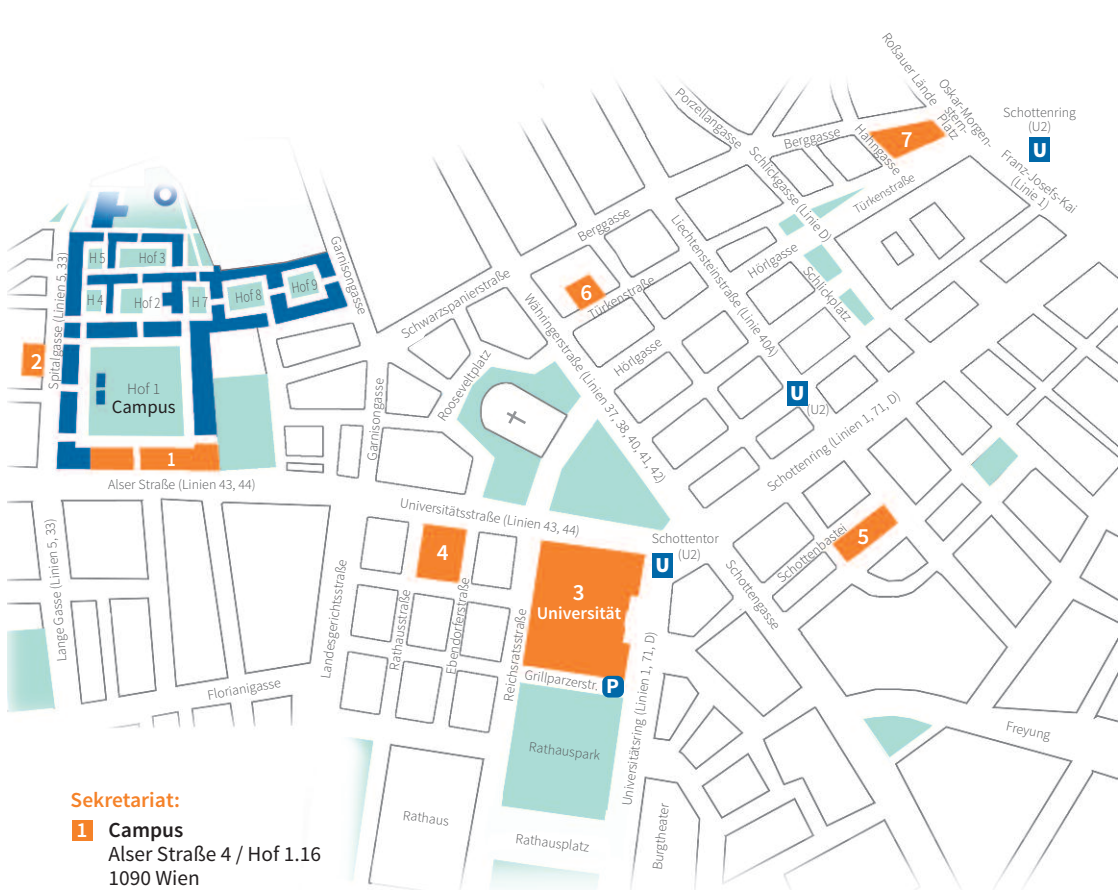 Roßauer Lände
Oskar-Morgen-
stern-
Platz
Schottenring
(U2)
U
Porzellangasse
Berggasse
Hahngasse
7
Franz-Josefs-Kai
(Linie 1)
Schlickgasse (Linie D)
Türkenstraße
Berggasse
Liechtensteinstraße (Linie 40A)
Hörlgasse
Schlickplatz
Garnisongasse
H 5
Hof 3
H 4
Hof 2
H 7
Hof 8
Hof 9
Spitalgasse (Linien 5, 33)
2
Schwarzspanierstraße
6
Türkenstraße
Währingerstraße (Linien 37, 38, 40, 41, 42)
Hörlgasse
Rooseveltplatz
Garnisongasse
Hof 1
Campus
1
U
(U2)
Schottenring (Linien 1, 71, D)
Alser Straße (Linien 43, 44)
Universitätsstraße (Linien 43, 44)
4
3
Universität
Schottentor
(U2)
U
Schottenbastei
5
Schottengasse
Lange Gasse (Linien 5, 33)
Landesgerichtsstraße
Rathausstraße
Ebendorferstraße
Reichsratsstraße
Grillparzerstr.
P
Universitätsring (Linien 1, 71, D)
Florianigasse
Freyung
Rathauspark
Rathaus
Rathausplatz
Burgtheater
Sekretariat:
1 Campus
Alser Straße 4 / Hof 1.16
1090 Wien